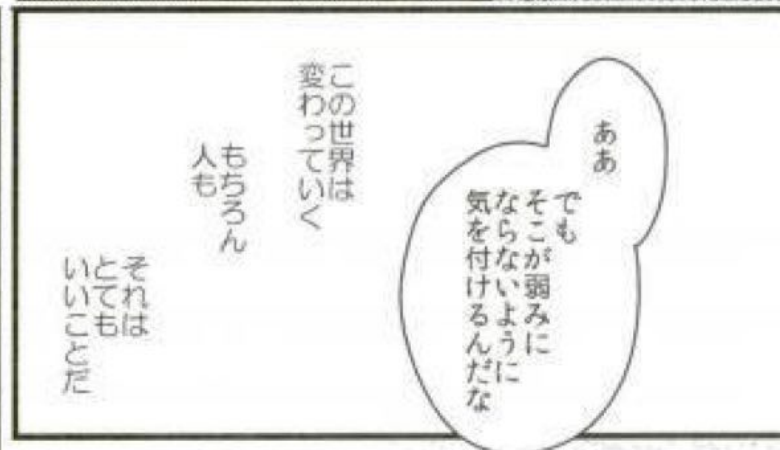 ああ
でも
そこが弱みに
ならないように
気を付けるんだな
この世界は
変わっていく
もちろん
人も
それは
とても
いいことだ